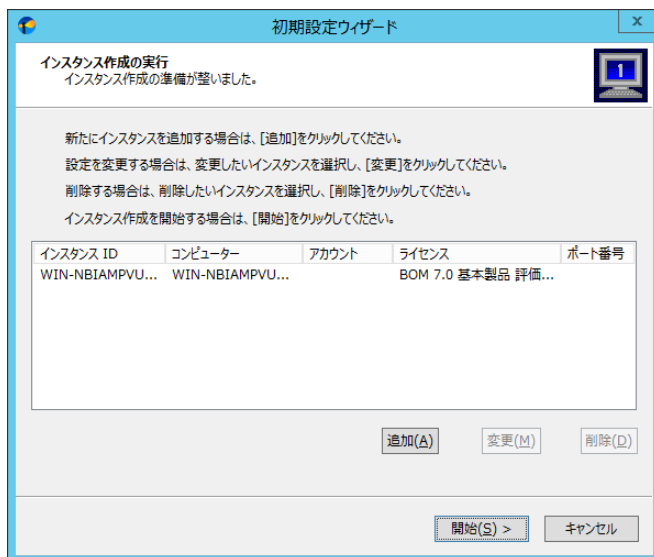 初期設定ウィザード
x
インスタンス作成の実行
インスタンス作成の準備が整いました。
1
新たにインスタンスを追加する場合は、[追加]をクリックしてください。
設定を変更する場合は、変更したいインスタンスを選択し、[変更]をクリックしてください。
削除する場合は、削除したいインスタンスを選択し、[削除]をクリックしてください。
インスタンス作成を開始する場合は、[開始]をクリックしてください。
インスタンス ID コンピューター アカウント ライセンス ポート番号
WIN-NBIAMPVU... WIN-NBIAMPVU... BOM 7.0 基本製品 評価...
追加(A) 変更(M) 削除(D)
開始(S) > キャンセル